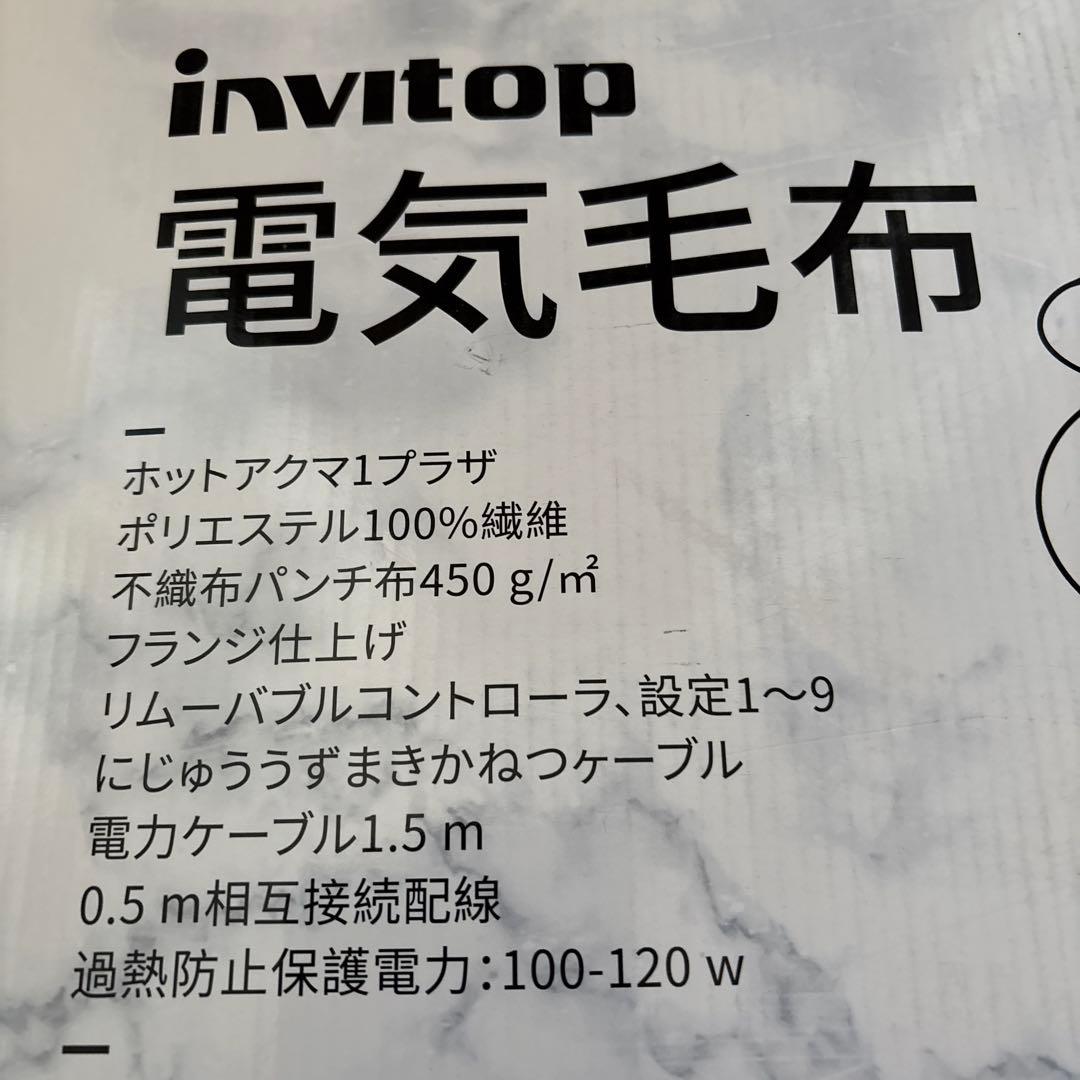 invitop
電気毛布
ホットアクマ1プラザ
ポリエステル100%繊維
不織布パンチ布450 g/㎡
フランジ仕上げ
リムーバブルコントローラ、設定1～9
にじゅううずまきかねつヶーブル
電力ケーブル1.5 m
0.5 m相互接続配線
過熱防止保護電力：100-120 w